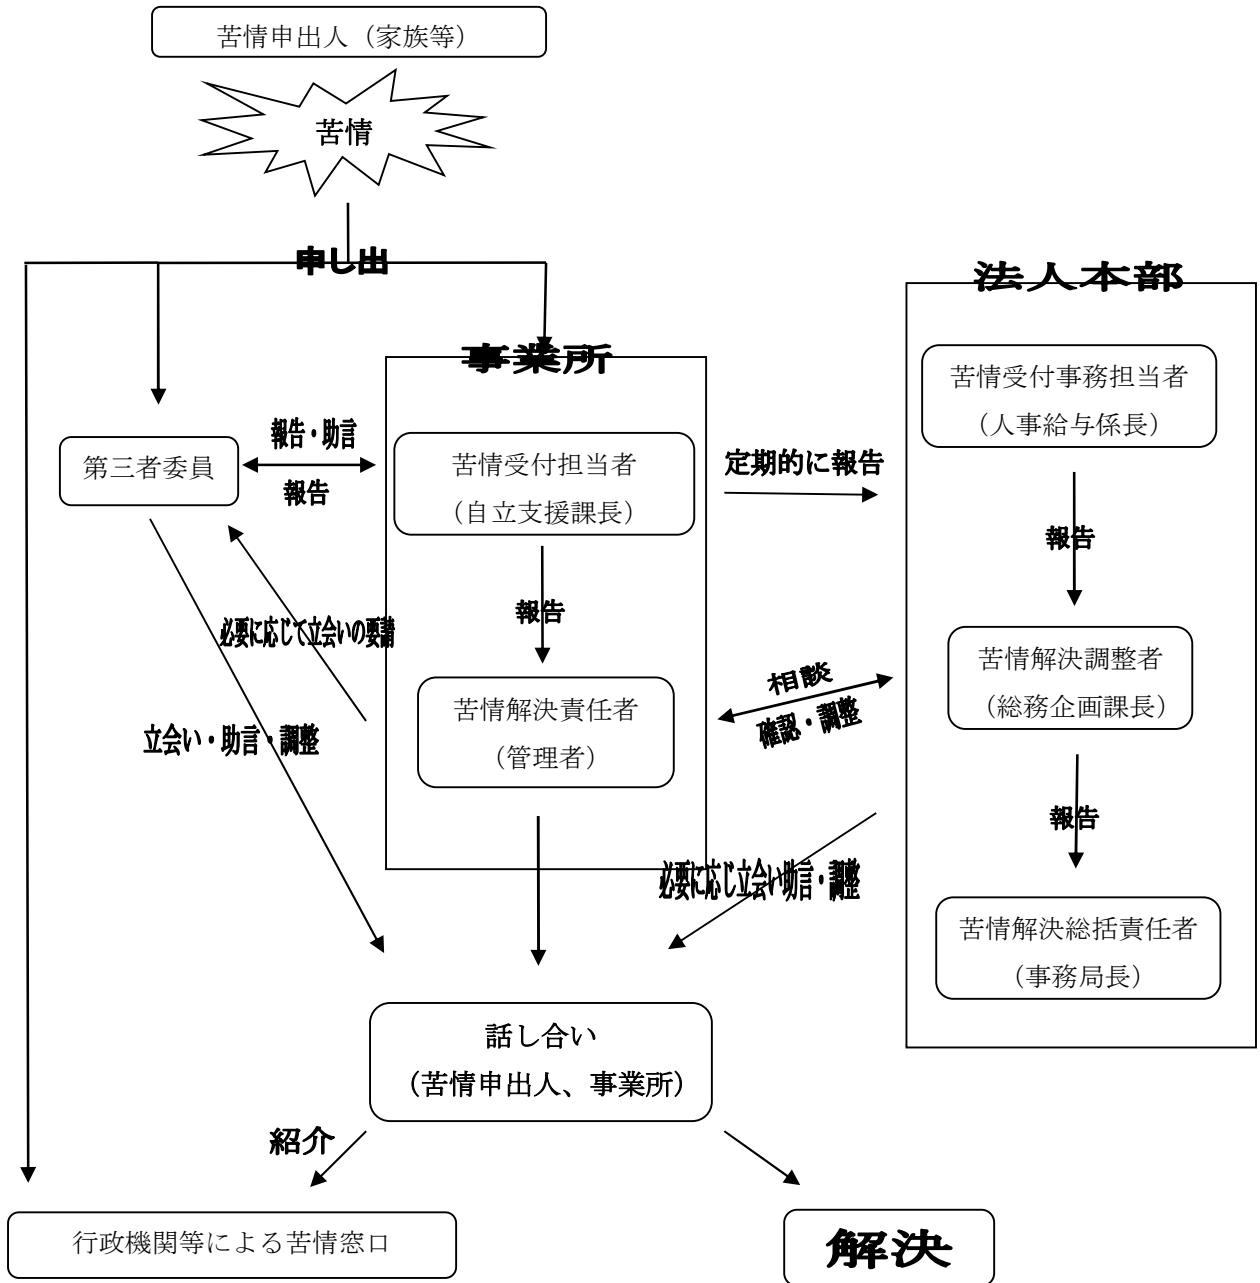 苦情申出人（家族等）
苦情
申し出
法人本部
事業所
苦情受付事務担当者
（人事給与係長）
報告・助言
第三者委員
報告
苦情受付担当者
（自立支援課長）
定期的に報告
報告
報告
必要に応じて立会いの要請
苦情解決調整者
（総務企画課長）
苦情解決責任者
（管理者）
相談
確認・調整
立会い・助言・調整
報告
必要に応じ立会い助言・調整
苦情解決総括責任者
（事務局長）
話し合い
（苦情申出人、事業所）
紹介
行政機関等による苦情窓口
解決